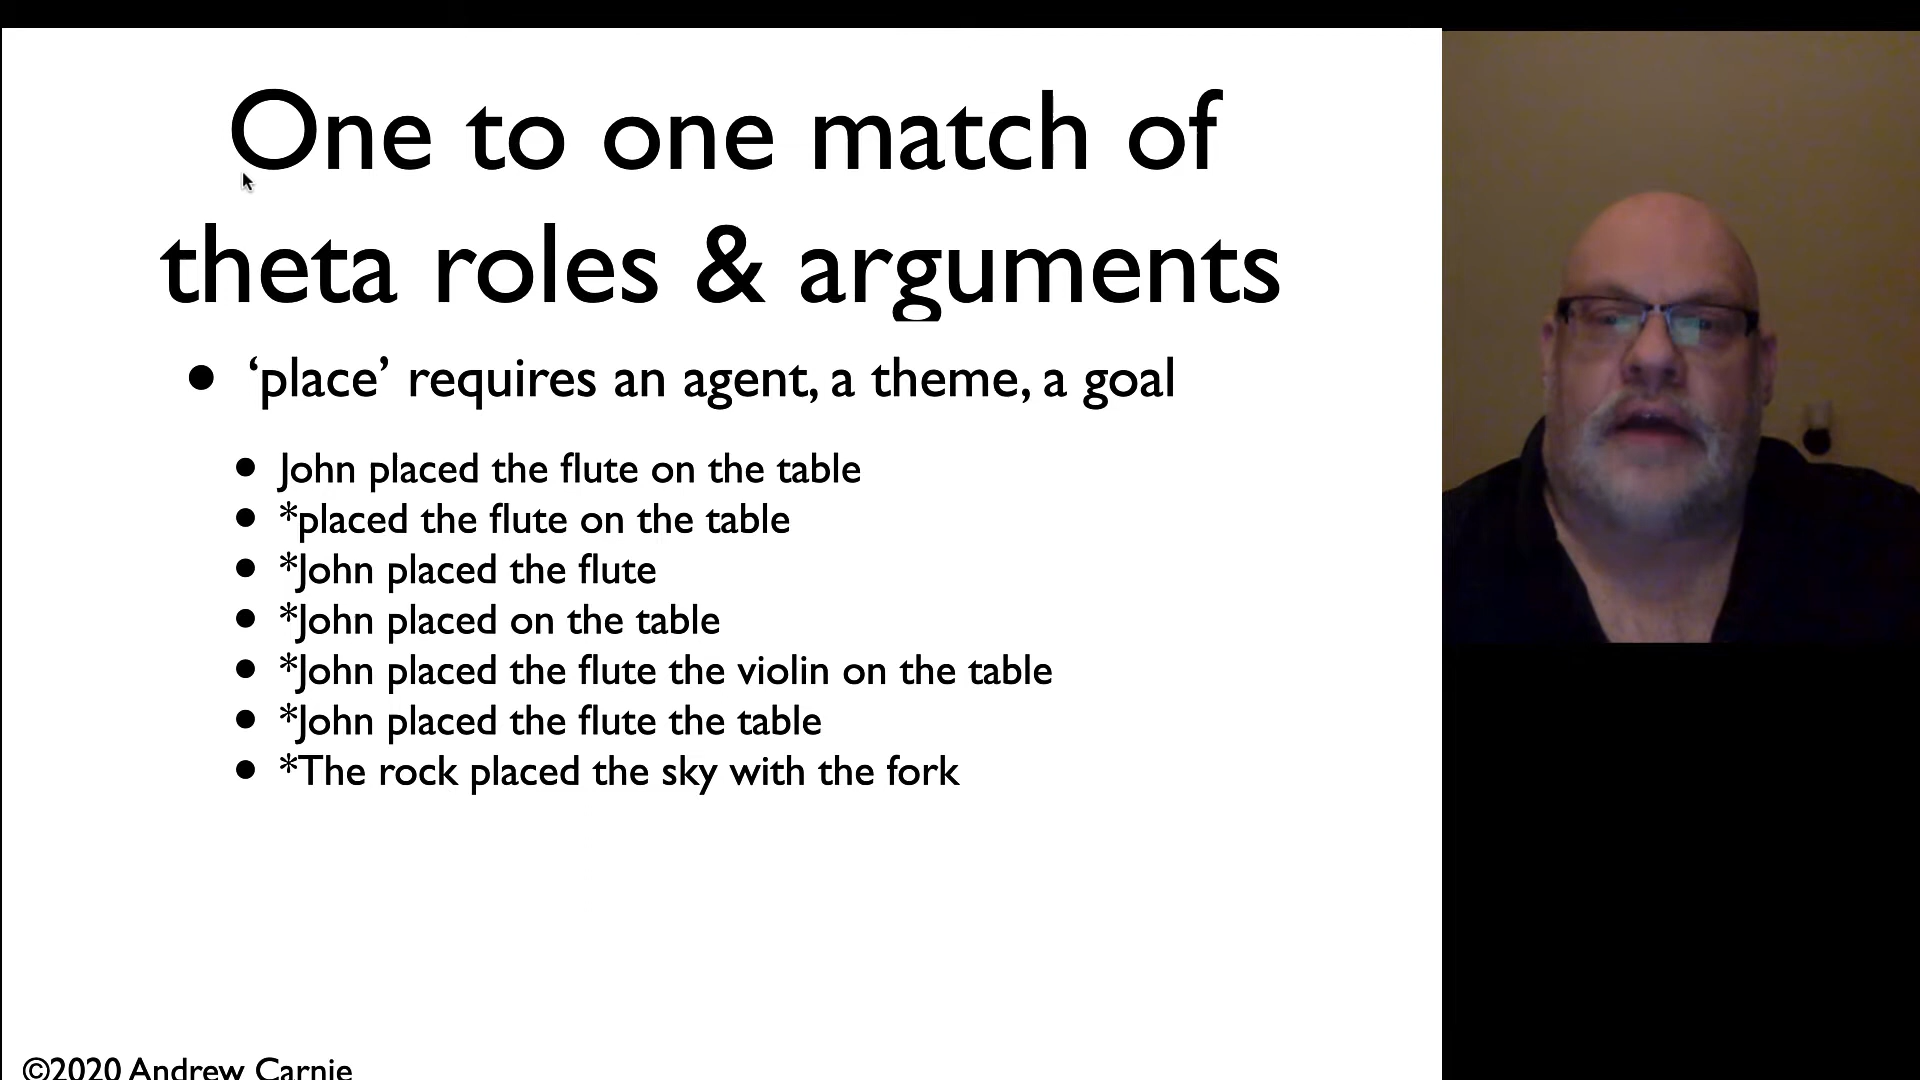 One to one match of
theta roles & arguments
• ‘place’ requires an agent, a theme, a goal
• John placed the flute on the table
• *placed the flute on the table
• *John placed the flute
• *John placed on the table
• *John placed the flute the violin on the table
• *John placed the flute the table
• *The rock placed the sky with the fork
©2020 Andrew Carnie